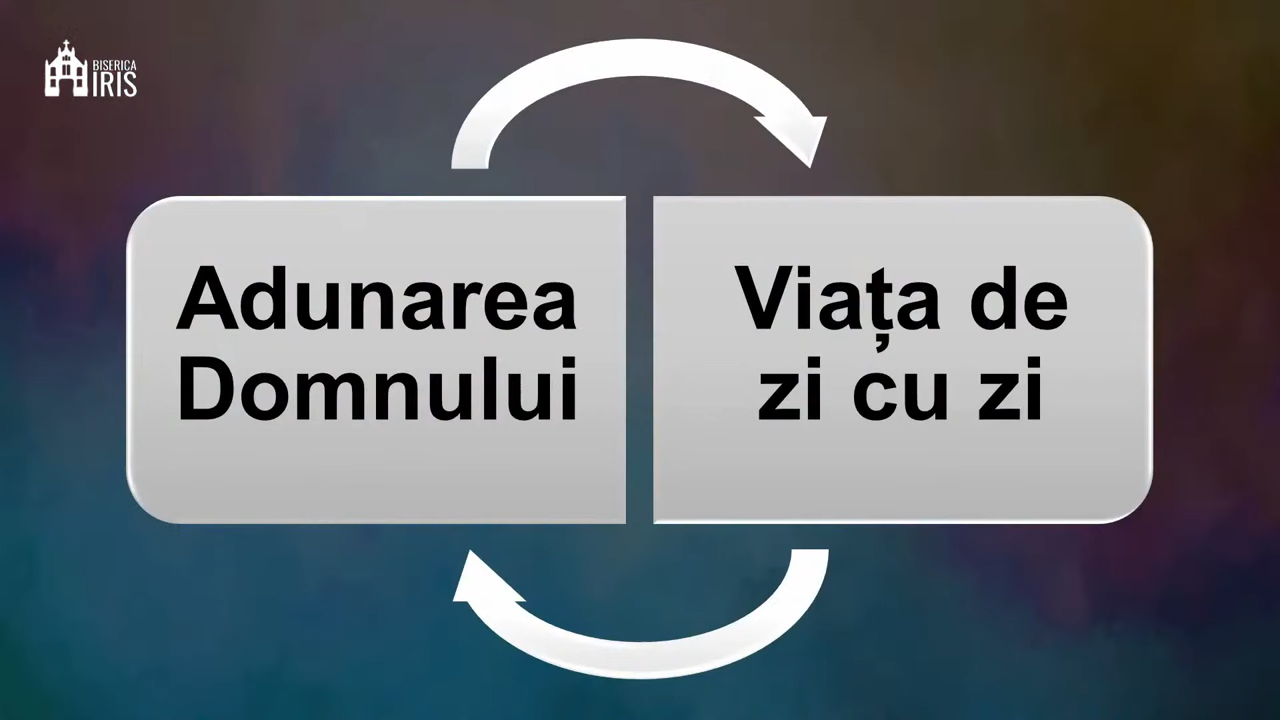 BISERICA
IRIS
Adunarea
Domnului
Viața de
zi cu zi